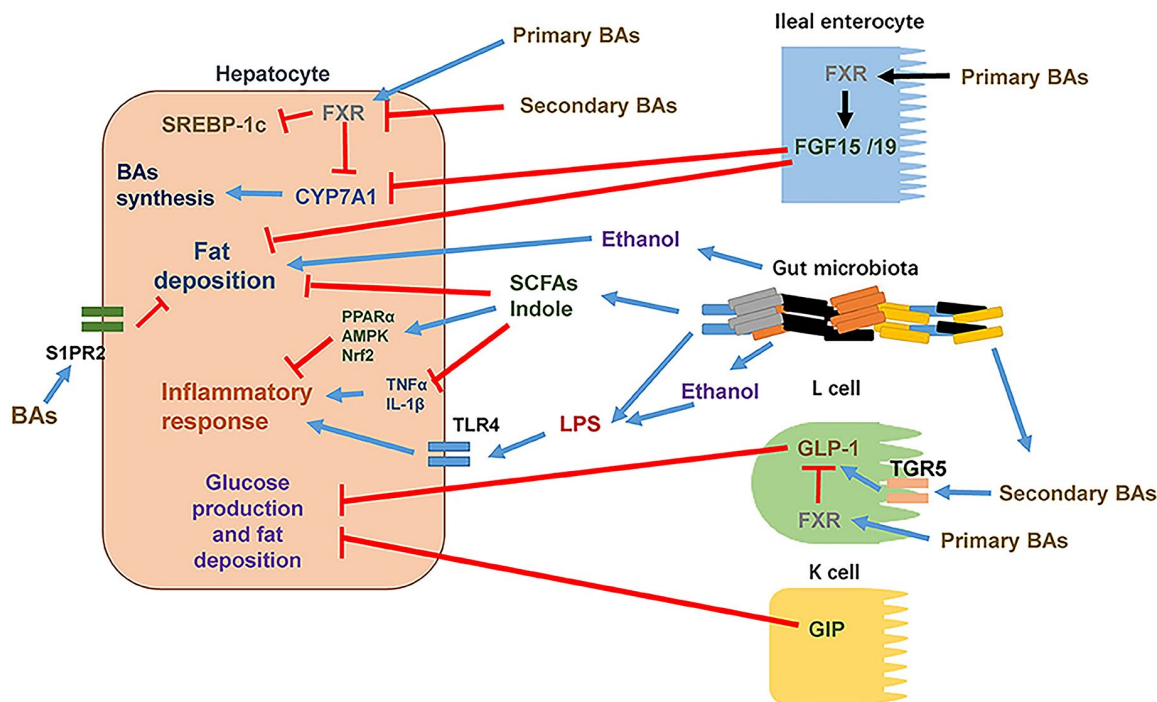 Ileal enterocyte
Primary BAs
Hepatocyte
FXR
Primary BAs
Secondary BAs
FXR
SREBP-1c
FGF15 /19
BAs
synthesis
CYP7A1
Fat
deposition
Ethanol
Gut microbiota
SCFAs
Indole
PPARα
AMPK
Nrf2
S1PR2
BAs
Inflammatory
response
TNFα
IL-1β
Ethanol
L cell
LPS
TLR4
GLP-1
TGR5
Secondary BAs
Glucose
production
and fat
deposition
FXR
Primary BAs
K cell
GIP